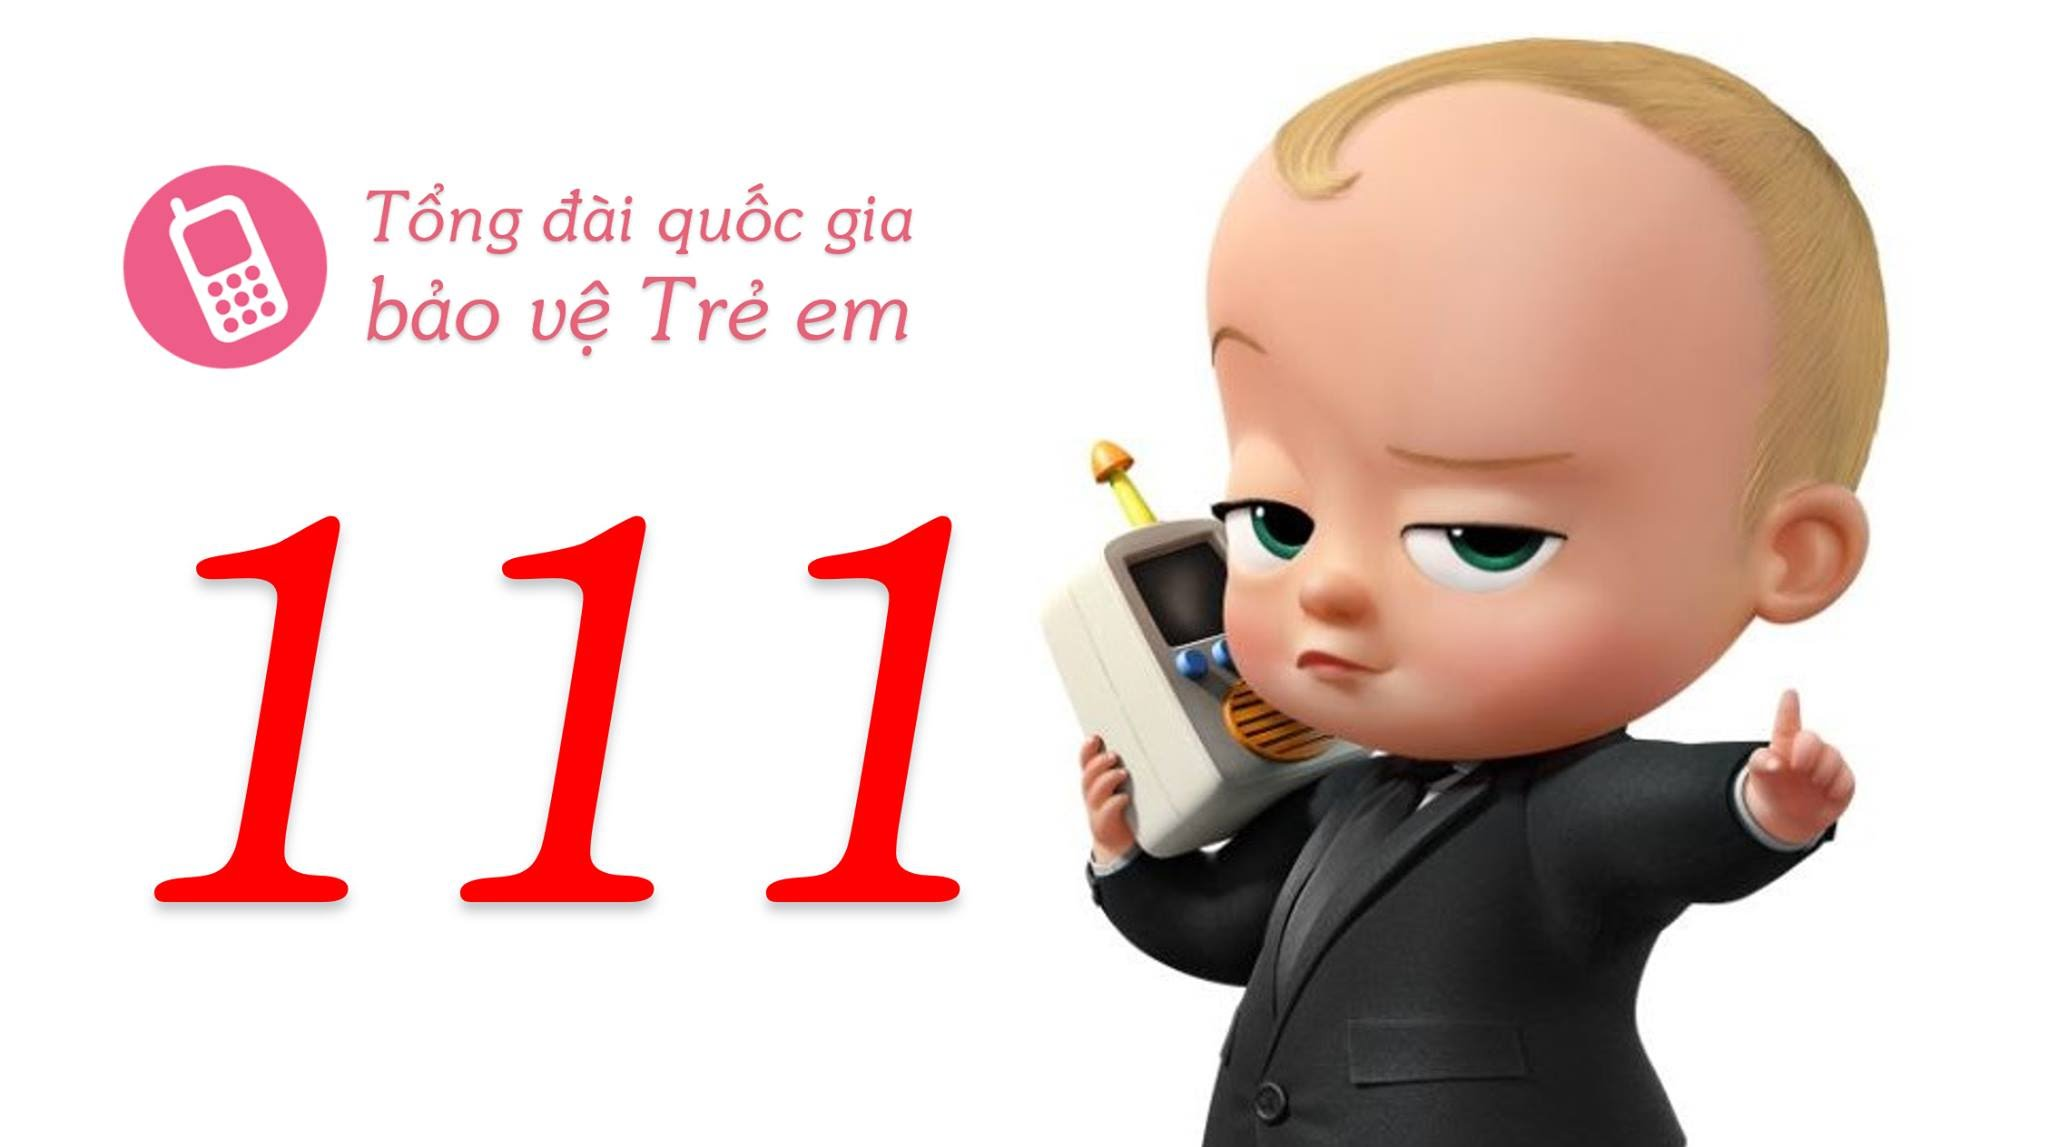 Tổng đài quốc gia
bảo vệ Trẻ em
111